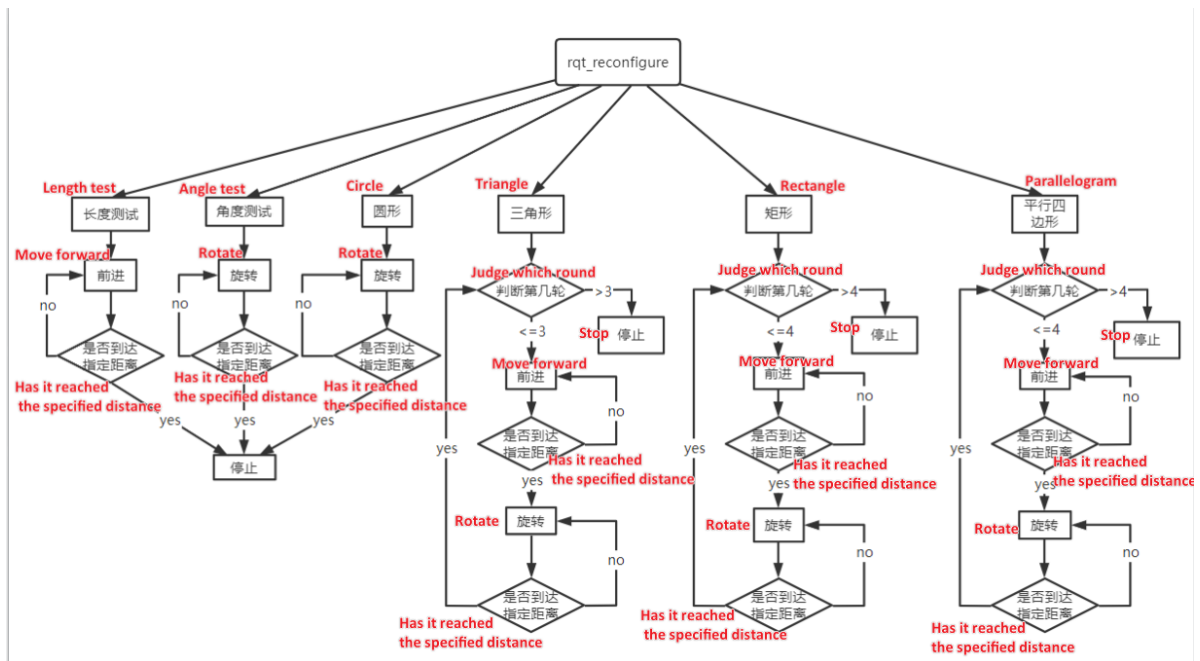 rqt_reconfigure
Length test
长度测试
Move forward
前进
no
是否到达
指定距离
Has it reached
the specified distance
yes
Angle test
角度测试
Rotate
旋转
no
是否到达
指定距离
Has it reached
the specified distance
yes
Circle
圆形
Rotate
旋转
no
是否到达
指定距离
Has it reached
the specified distance
yes
停止
Triangle
三角形
Judge which round
判断第几轮
>3
Stop
停止
<=3
Move forward
前进
no
是否到达
指定距离
Has it reached
the specified distance
yes
Rotate
旋转
no
是否到达
指定距离
Has it reached
the specified distance
yes
Rectangle
矩形
Judge which round
判断第几轮
>4
Stop
停止
<=4
Move forward
前进
no
是否到达
指定距离
Has it reached
the specified distance
yes
Rotate
旋转
no
是否到达
指定距离
Has it reached
the specified distance
yes
Parallelogram
平行四
边形
Judge which round
判断第几轮
>4
Stop
停止
<=4
Move forward
前进
no
是否到达
指定距离
Has it reached
the specified distance
yes
Rotate
旋转
no
是否到达
指定距离
Has it reached
the specified distance
yes